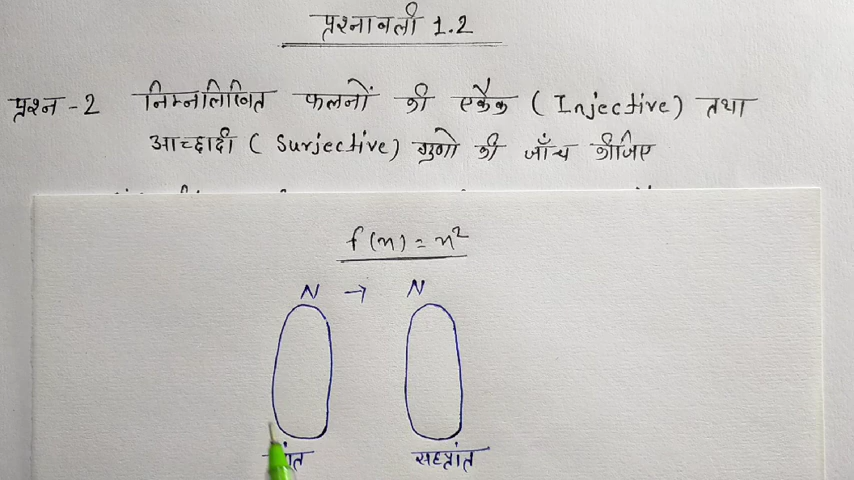 प्रश्नावली 1.2
प्रश्न - 2 निम्नलिखित फलनों की एकैक (Injective) तथा
आच्छादी (Surjective) गुणो की जाँच कीजिए
f(x) = x²
N → N
सहप्रांत